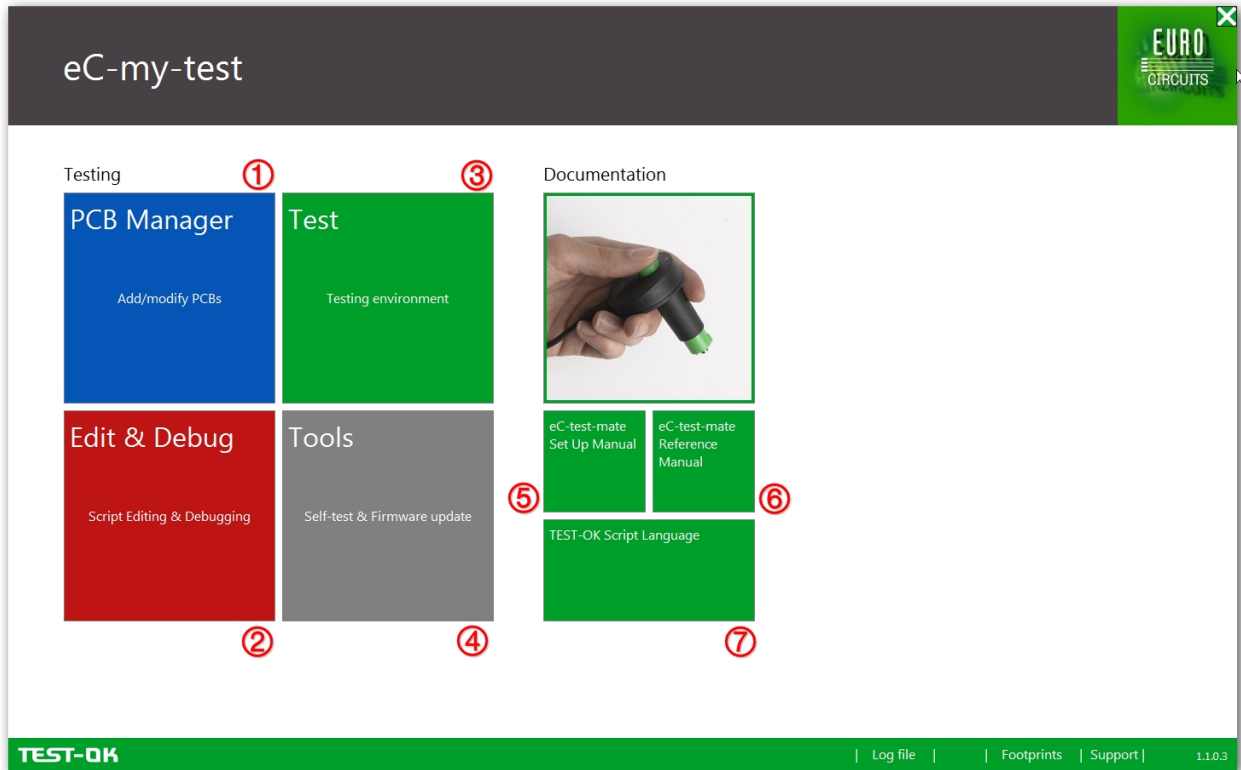 eC-my-test
EURO
CIRCUITS
Testing
①
③
Documentation
PCB Manager
Test
Add/modify PCBs
Testing environment
Edit & Debug
Tools
eC-test-mate
Set Up Manual
eC-test-mate
Reference
Manual
⑤
⑥
Script Editing & Debugging
Self-test & Firmware update
TEST-OK Script Language
②
④
⑦
TEST-OK
| Log file | | Footprints | Support | 1.1.0.3